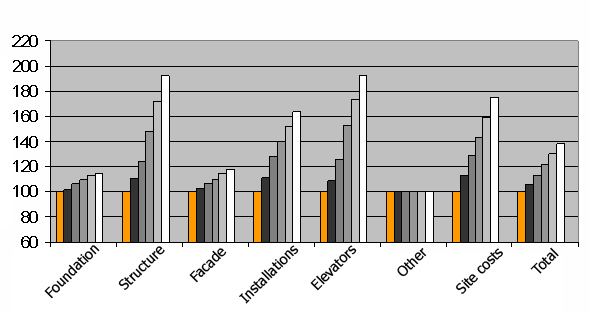 220
200
180
160
140
120
100
80
60
Foundation
Structure
Facade
Installations
Elevators
Other
Site costs
Total